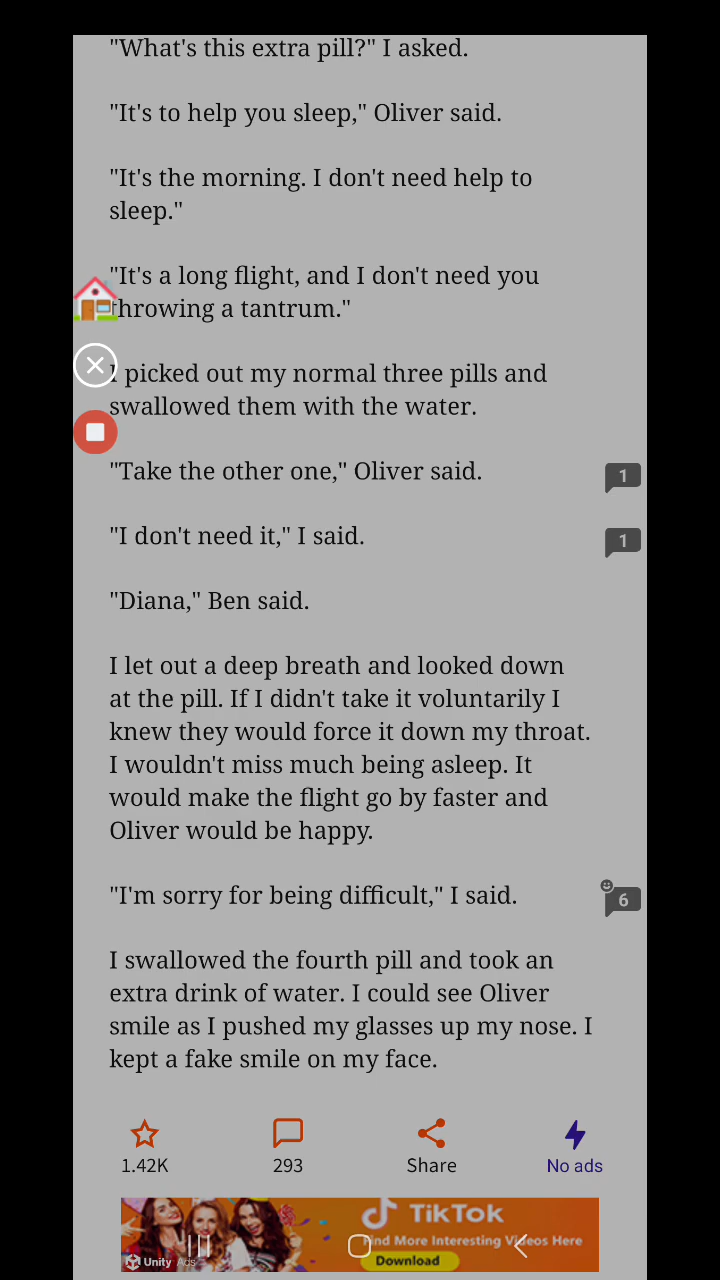 "What's this extra pill?" I asked.
"It's to help you sleep," Oliver said.
"It's the morning. I don't need help to
sleep."
"It's a long flight, and I don't need you
throwing a tantrum."
I picked out my normal three pills and
swallowed them with the water.
"Take the other one," Oliver said.
1
"I don't need it," I said.
1
"Diana," Ben said.
I let out a deep breath and looked down
at the pill. If I didn't take it voluntarily I
knew they would force it down my throat.
I wouldn't miss much being asleep. It
would make the flight go by faster and
Oliver would be happy.
"I'm sorry for being difficult," I said.
6
I swallowed the fourth pill and took an
extra drink of water. I could see Oliver
smile as I pushed my glasses up my nose. I
kept a fake smile on my face.
1.42K
293
Share
No ads
TikTok
Find More Interesting Videos Here
Download
Unity Ads